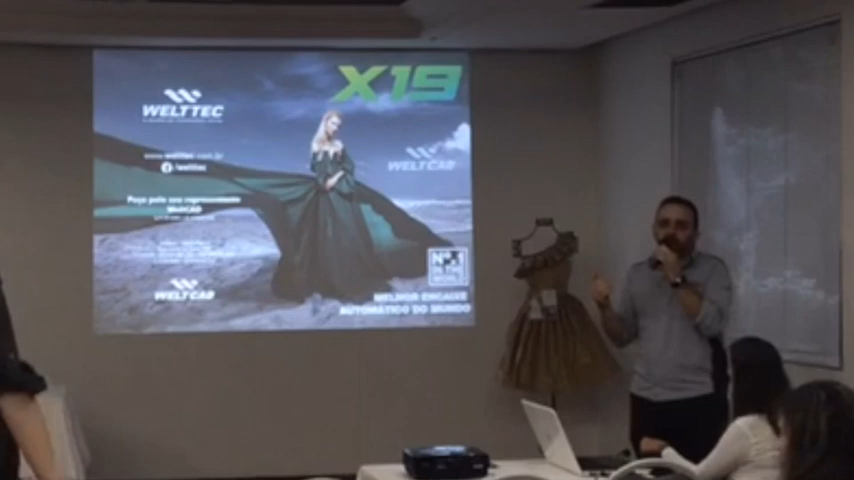 X19
WELTTEC
www.welttec.com.br
/welttec
WELTCAD
Peça pelo seu representante
WeltCAD
Nº1
IN THE
WORLD
WELTCAD
MELHOR ENCAIXE
AUTOMÁTICO DO MUNDO